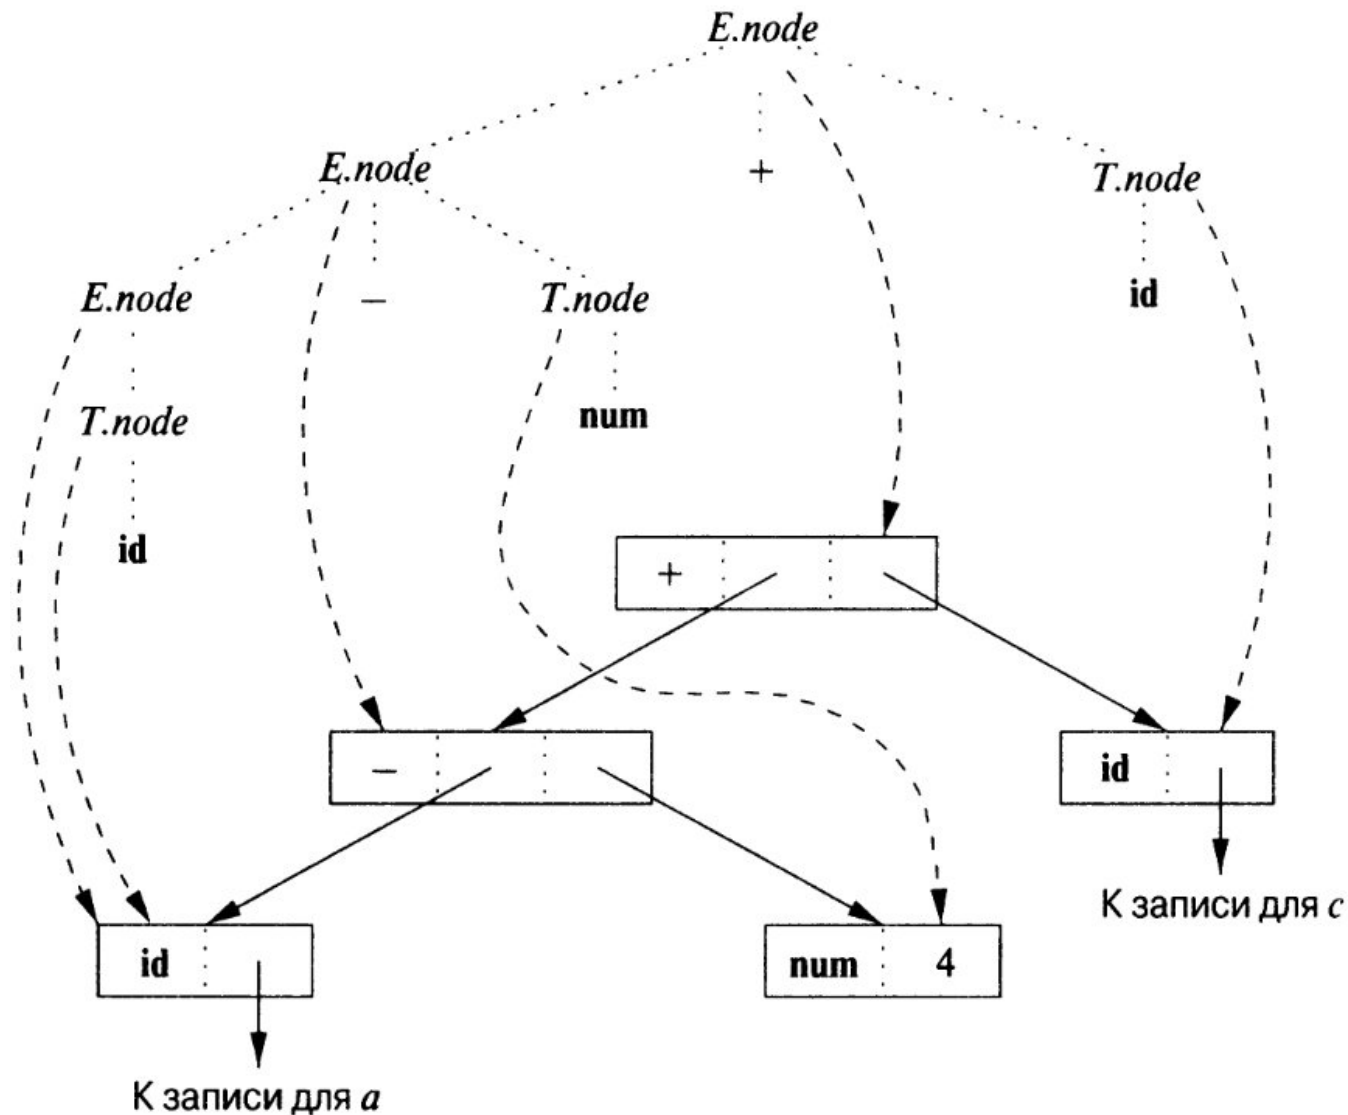 E.node
E.node + T.node
E.node – T.node id
T.node num
id
+
– id
К записи для c
id num 4
К записи для a